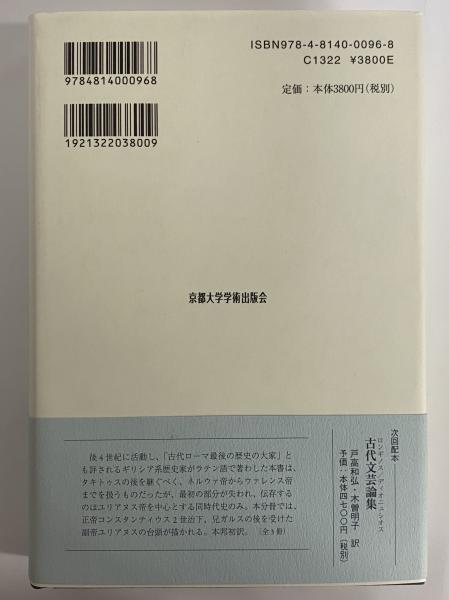 ISBN978-4-8140-0096-8
C1322 ¥3800E
定価：本体3800円（税別）
9784814000968
1921322038009
京都大学学術出版会
次回配本
ロンギノス／ディオニュシオス
古代文芸論集
戸高和弘・木曽明子 訳
予価：本体四七〇〇円（税別）
後4世紀に活動し、「古代ローマ最後の歴史の大家」と
も評されるギリシア系歴史家がラテン語で著わした本書は、
タキトゥスの後を継ぐべく、ネルウァ帝からウァレンス帝
までを扱うものだったが、最初の部分が失われ、伝存する
のはユリアヌス帝を中心とする同時代史のみ。本分冊では、
正帝コンスタンティウス2世治下、兄ガルスの後を受けた
副帝ユリアヌスの台頭が描かれる。本邦初訳。（全3冊）